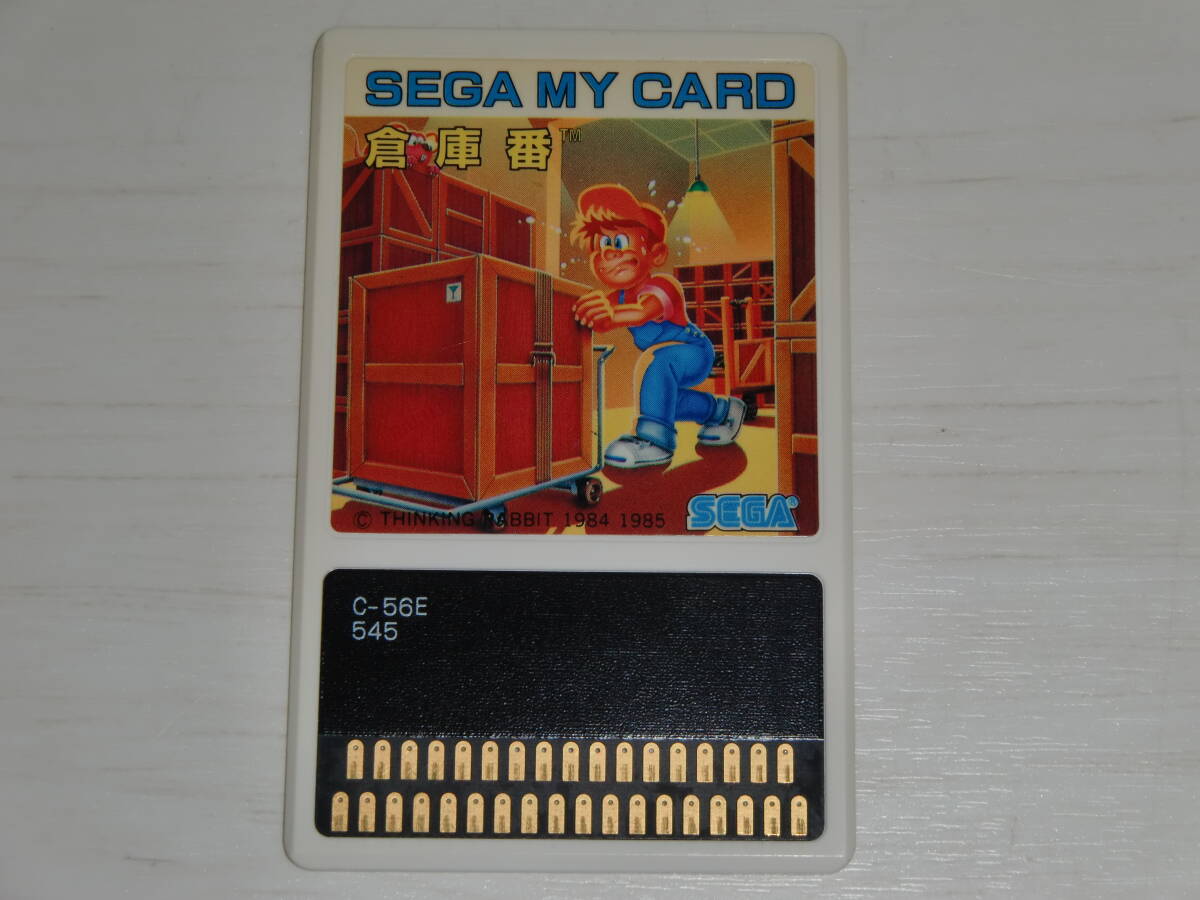 SEGA MY CARD
倉庫番™
© THINKING RABBIT 1984 1985
SEGA®
C-56E
545